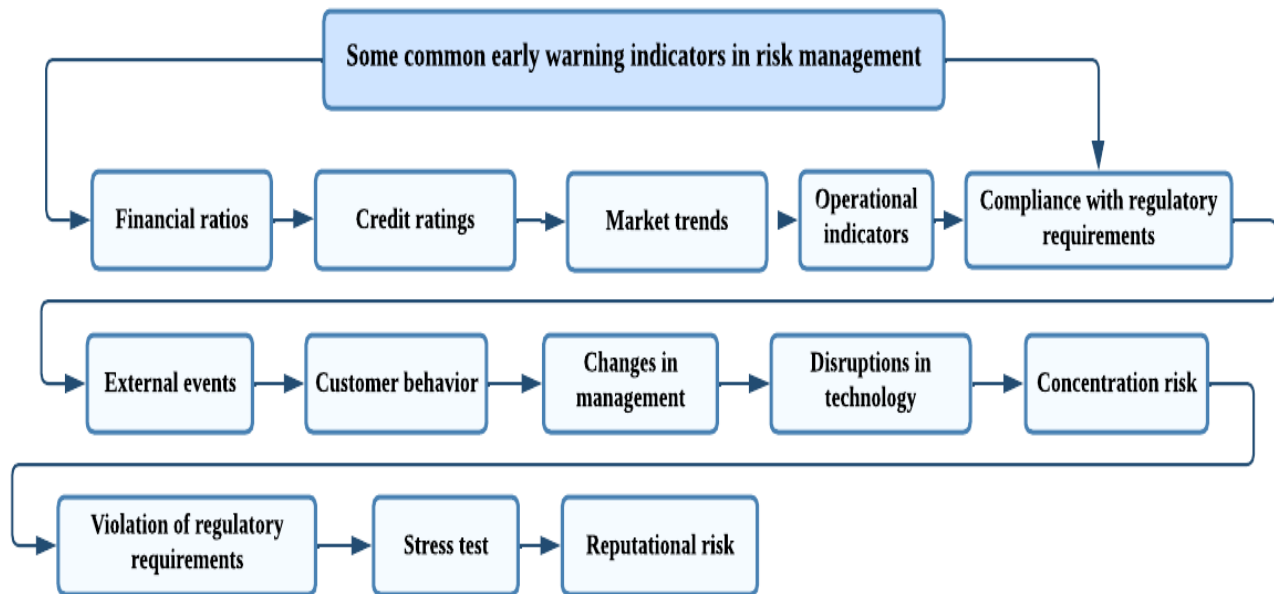 Some common early warning indicators in risk management
Financial ratios
Credit ratings
Market trends
Operational
indicators
Compliance with regulatory
requirements
External events
Customer behavior
Changes in
management
Disruptions in
technology
Concentration risk
Violation of regulatory
requirements
Stress test
Reputational risk